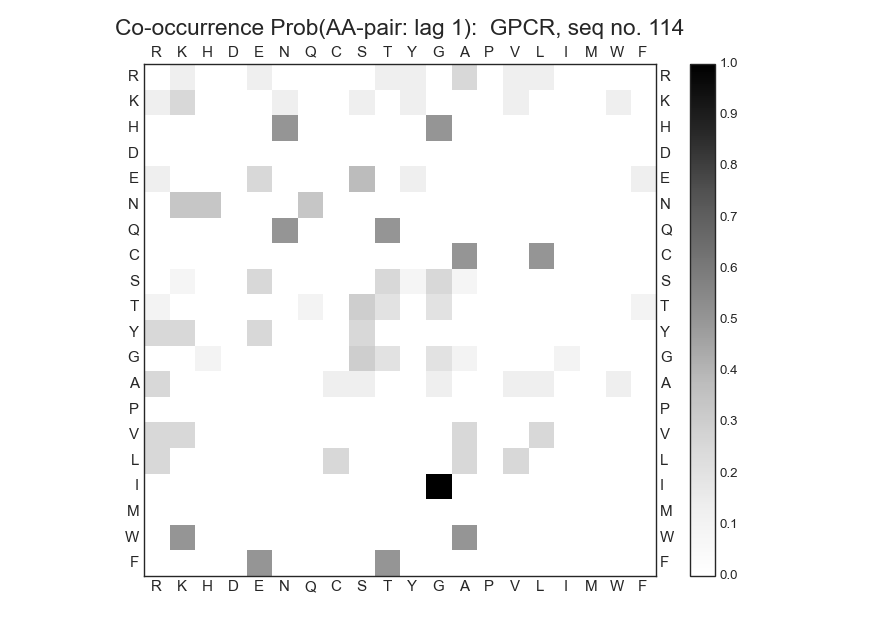 Co-occurrence Prob(AA-pair: lag 1):  GPCR, seq no. 114
R K H D E N Q C S T Y G A P V L I M W F
R R 1.0
K K 0.9
H H
D D 0.8
E E
N N 0.7
Q Q
C C 0.6
S S
T T 0.5
Y Y
G G 0.4
A A
P P 0.3
V V
L L 0.2
I I
M M 0.1
W W
F F 0.0
R K H D E N Q C S T Y G A P V L I M W F